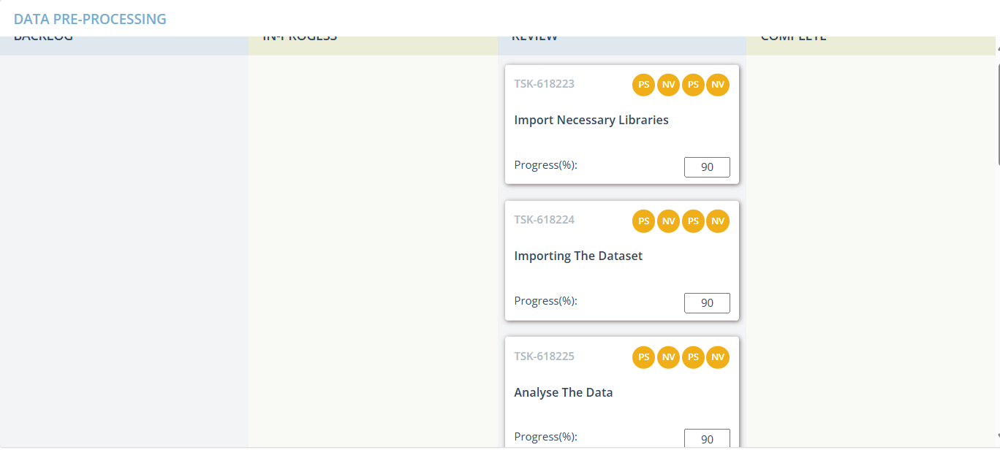 DATA PRE-PROCESSING
BACKLOG IN-PROGESS REVIEW COMPLETE
TSK-618223 PS NV PS NV
Import Necessary Libraries
Progress(%): 90
TSK-618224 PS NV PS NV
Importing The Dataset
Progress(%): 90
TSK-618225 PS NV PS NV
Analyse The Data
Progress(%): 90